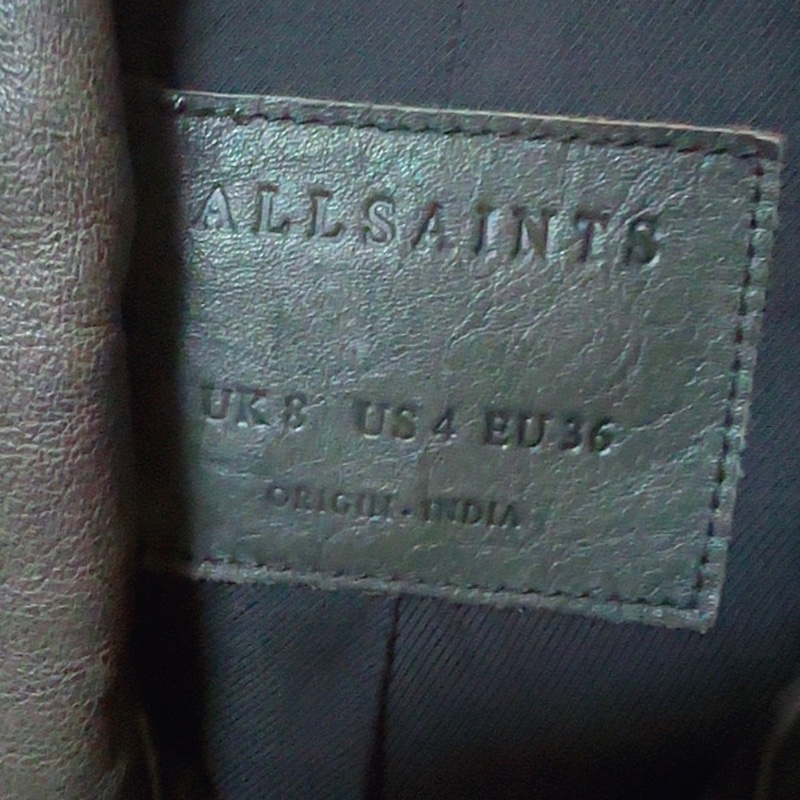 ALLSAINTS
UK 8 US 4 EU 36
ORIGIN - INDIA